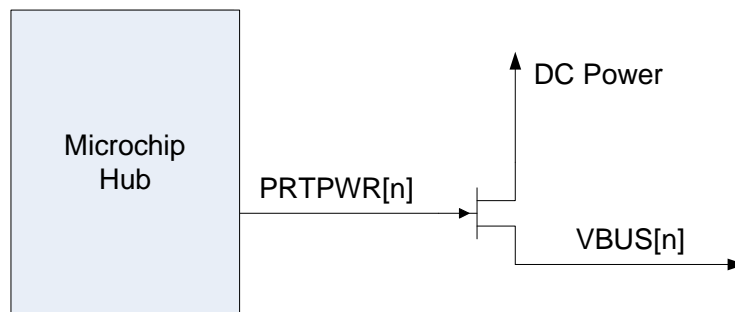 Microchip
Hub
DC Power
PRTPWR[n]
VBUS[n]